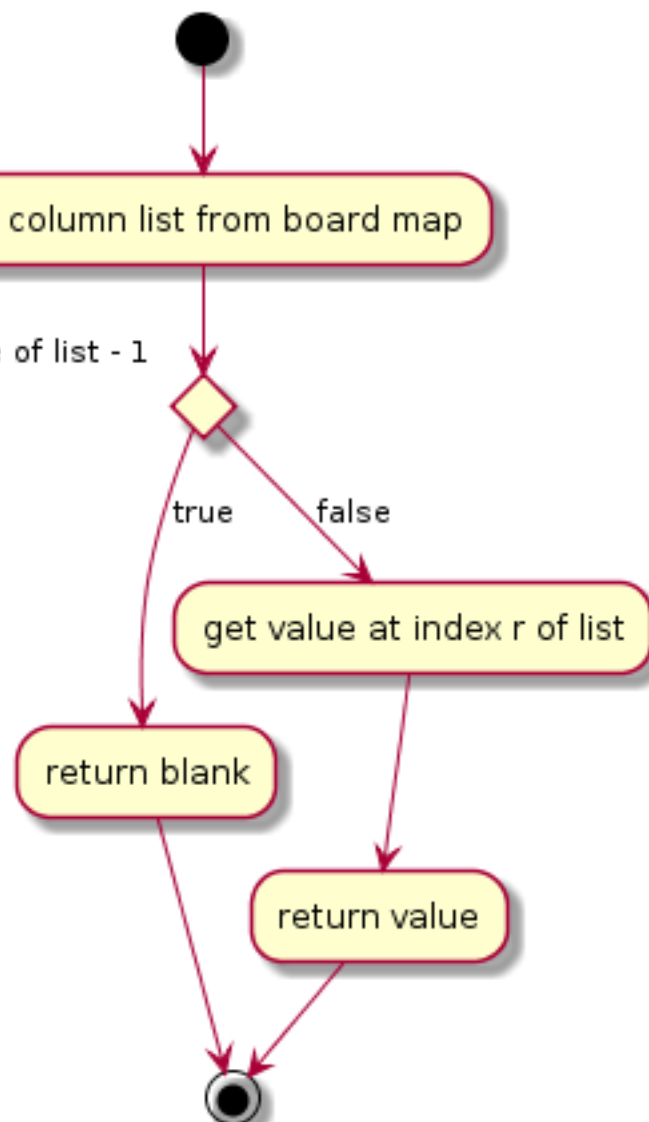 column list from board map
of list - 1
true
false
get value at index r of list
return blank
return value